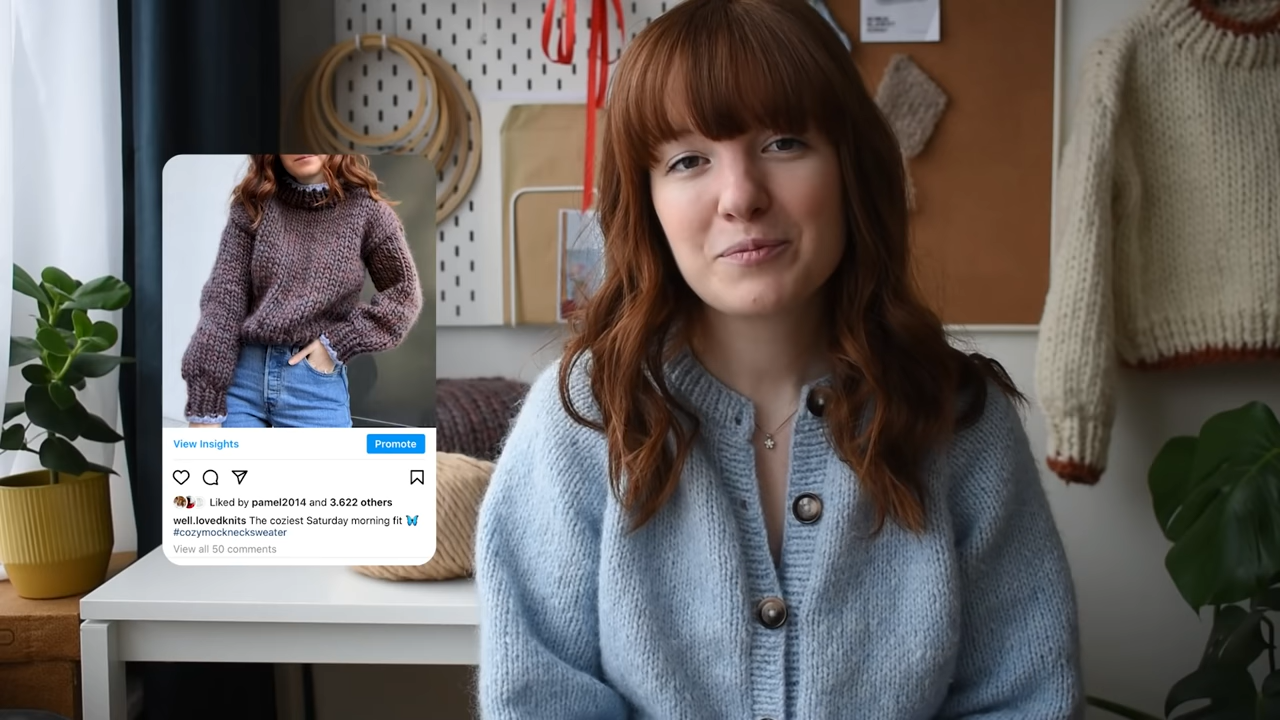 View Insights
Promote
Liked by pamel2014 and 3.622 others
well.lovedknits The coziest Saturday morning fit 🦋
#cozymocknecksweater
View all 50 comments